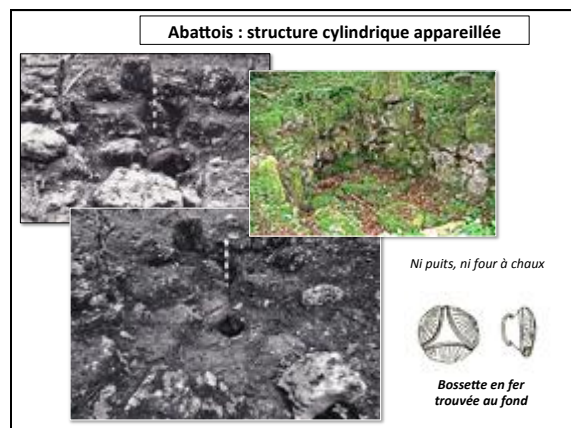 Abattois : structure cylindrique appareillée
Ni puits, ni four à chaux
Bossette en fer
trouvée au fond